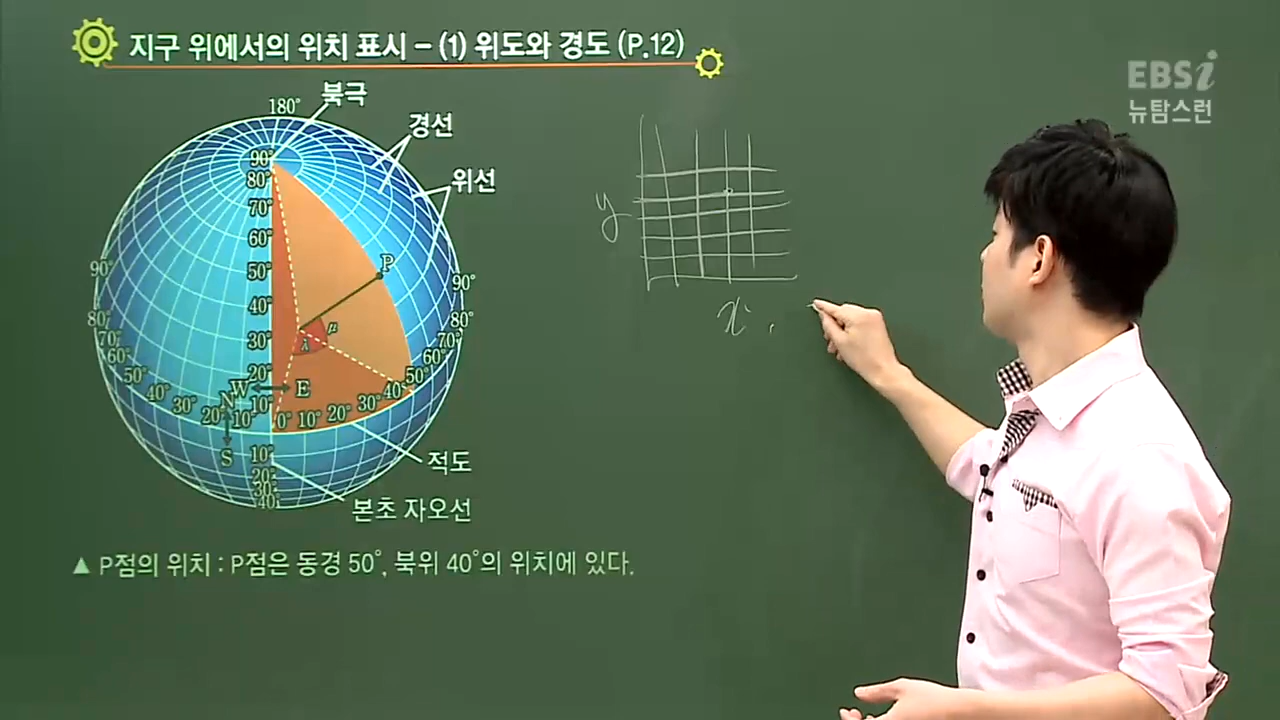 지구 위에서의 위치 표시 – (1) 위도와 경도 (P.12)
EBSi
뉴탐스런
180°
북극
경선
위선
90°
80°
70°
60°
50°
40°
30°
20°
10°
P
μ
λ
90°
80°
70°
60°
50°
40°
30°
20°
10°
0°
10°
20°
30°
40°
50°
60°
70°
80°
90°
W
E
N
S
10°
20°
30°
40°
적도
본초 자오선
▲ P점의 위치 : P점은 동경 50°, 북위 40°의 위치에 있다.
y
x